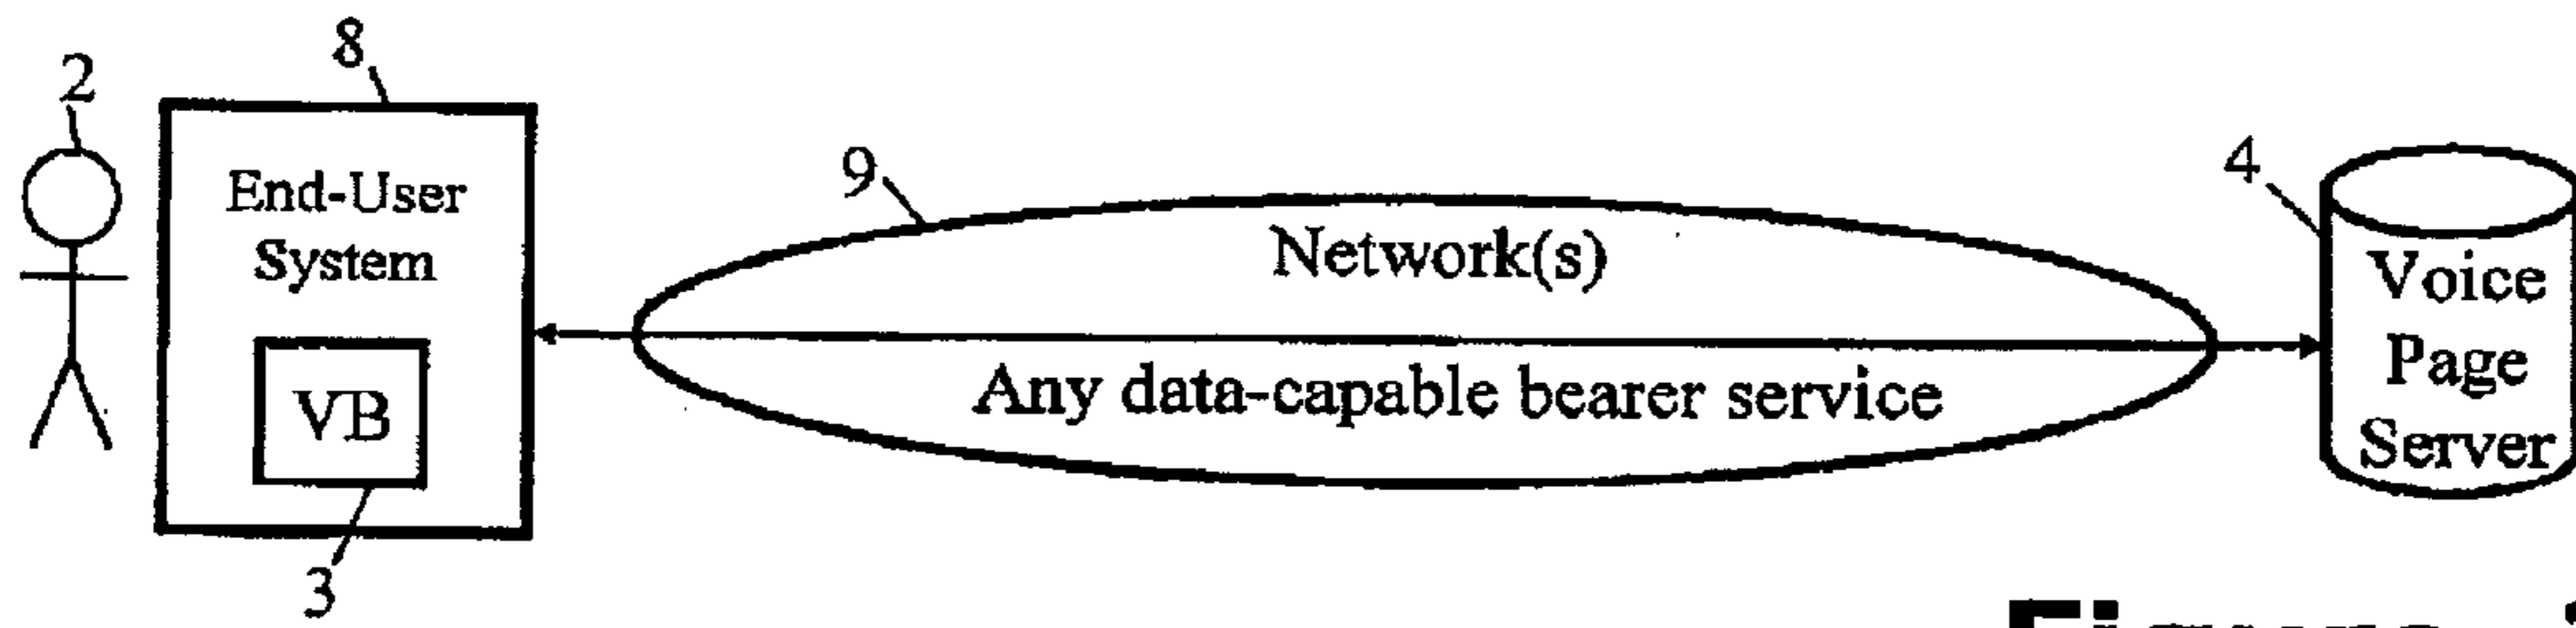 2
8
End-User
System
VB
3
9
Network(s)
Any data-capable bearer service
4
Voice
Page
Server